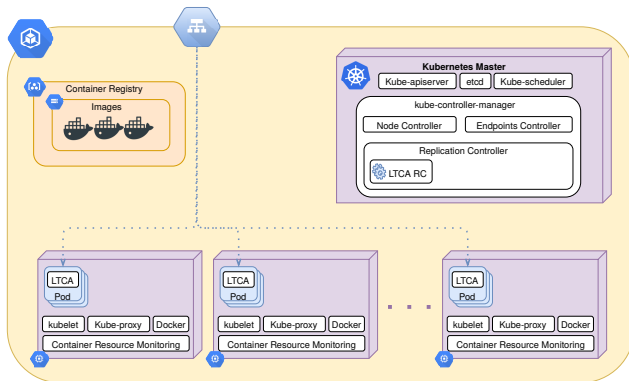 Container Registry
Images
Kubernetes Master
Kube-apiserver
etcd
Kube-scheduler
kube-controller-manager
Node Controller
Endpoints Controller
Replication Controller
LTCA RC
LTCA
Pod
kubelet
Kube-proxy
Docker
Container Resource Monitoring
LTCA
Pod
kubelet
Kube-proxy
Docker
Container Resource Monitoring
LTCA
Pod
kubelet
Kube-proxy
Docker
Container Resource Monitoring